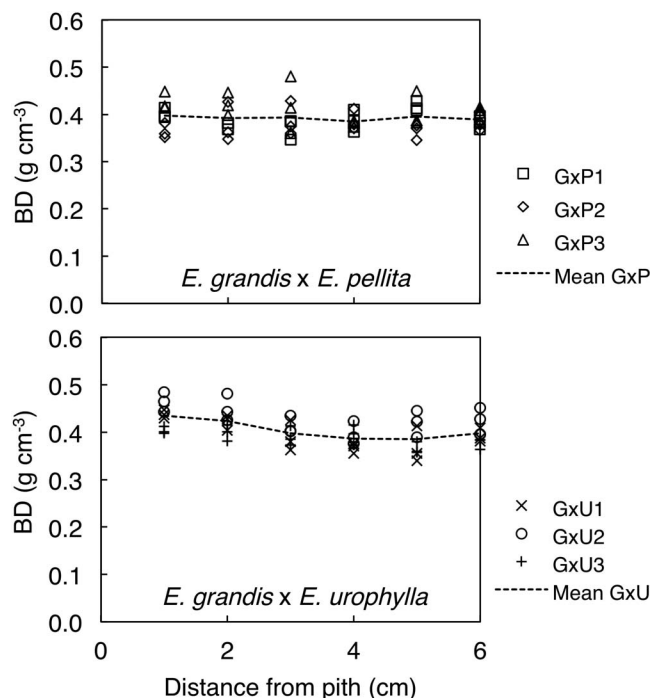 0.6
0.5
0.4
0.3
0.2
0.1
0.0
BD (g cm-3)
E. grandis x E. pellita
GxP1
GxP2
GxP3
Mean GxP
0.6
0.5
0.4
0.3
0.2
0.1
0.0
BD (g cm-3)
E. grandis x E. urophylla
GxU1
GxU2
GxU3
Mean GxU
0 2 4 6
Distance from pith (cm)